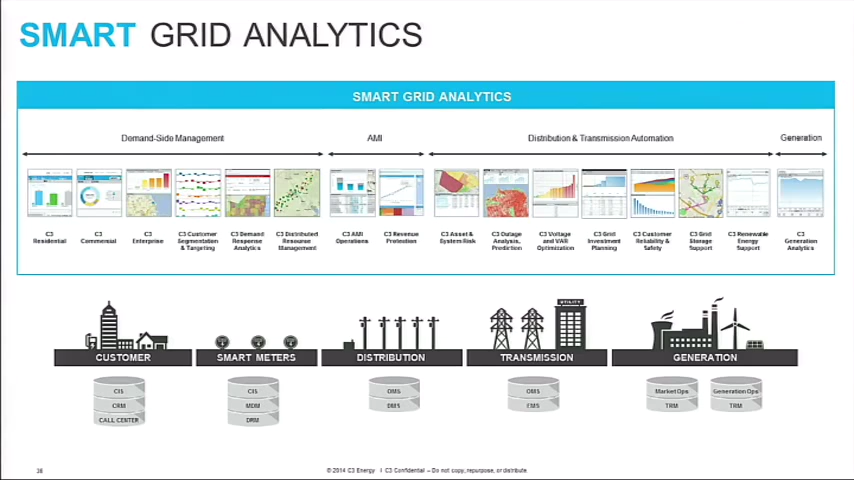 SMART GRID ANALYTICS
SMART GRID ANALYTICS
Demand-Side Management
AMI
Distribution & Transmission Automation
Generation
C3 Residential
C3 Commercial
C3 Enterprise
C3 Customer Segmentation & Targeting
C3 Demand Response Analytics
C3 Distributed Resource Management
C3 AMI Operations
C3 Revenue Protection
C3 Asset & System Risk
C3 Outage Analysis, Prediction
C3 Voltage and VAR Optimization
C3 Grid Investment Planning
C3 Customer Reliability & Safety
C3 Grid Storage Support
C3 Renewable Energy Support
C3 Generation Analytics
UTILITY
CUSTOMER
SMART METERS
DISTRIBUTION
TRANSMISSION
GENERATION
CIS
CRM
CALL CENTER
CIS
MDM
DRM
OMS
DMS
OMS
EMS
Market Ops
TRM
Generation Ops
TRM
38
© 2014 C3 Energy I C3 Confidential – Do not copy, repurpose, or distribute.